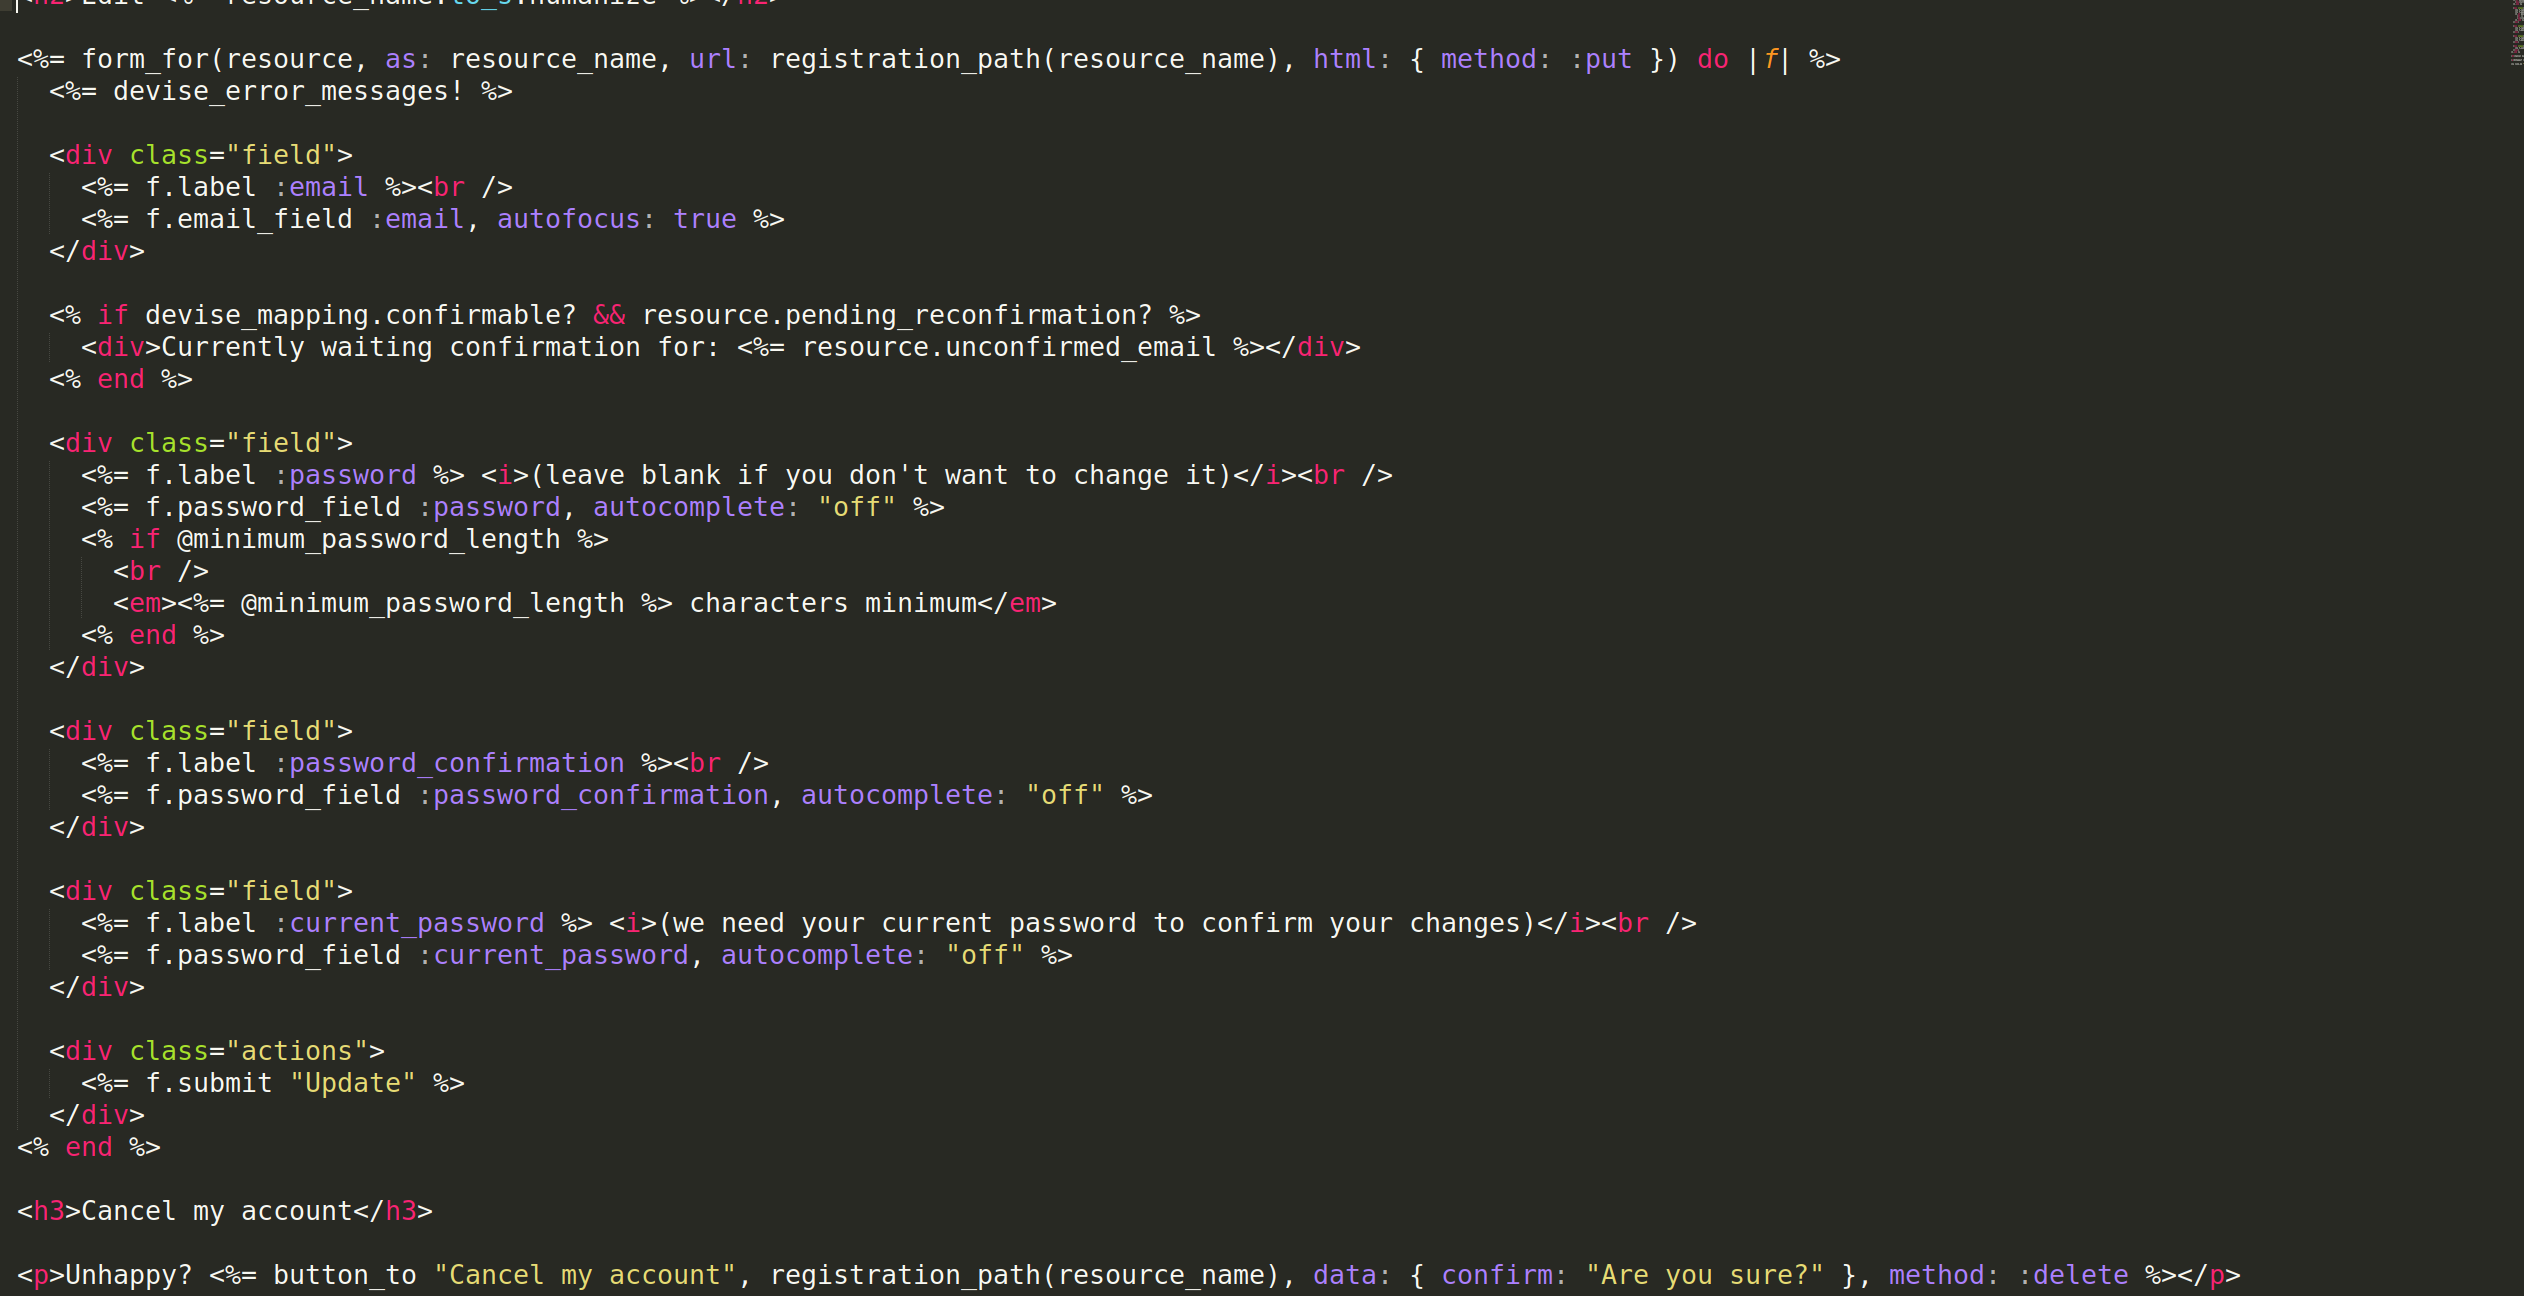 <h2>Edit <%= resource_name.to_s.humanize %></h2>
<%= form_for(resource, as: resource_name, url: registration_path(resource_name), html: { method: :put }) do |f| %>
<%= devise_error_messages! %>
<div class="field">
<%= f.label :email %><br />
<%= f.email_field :email, autofocus: true %>
</div>
<% if devise_mapping.confirmable? && resource.pending_reconfirmation? %>
<div>Currently waiting confirmation for: <%= resource.unconfirmed_email %></div>
<% end %>
<div class="field">
<%= f.label :password %> <i>(leave blank if you don't want to change it)</i><br />
<%= f.password_field :password, autocomplete: "off" %>
<% if @minimum_password_length %>
<br />
<em><%= @minimum_password_length %> characters minimum</em>
<% end %>
</div>
<div class="field">
<%= f.label :password_confirmation %><br />
<%= f.password_field :password_confirmation, autocomplete: "off" %>
</div>
<div class="field">
<%= f.label :current_password %> <i>(we need your current password to confirm your changes)</i><br />
<%= f.password_field :current_password, autocomplete: "off" %>
</div>
<div class="actions">
<%= f.submit "Update" %>
</div>
<% end %>
<h3>Cancel my account</h3>
<p>Unhappy? <%= button_to "Cancel my account", registration_path(resource_name), data: { confirm: "Are you sure?" }, method: :delete %></p>